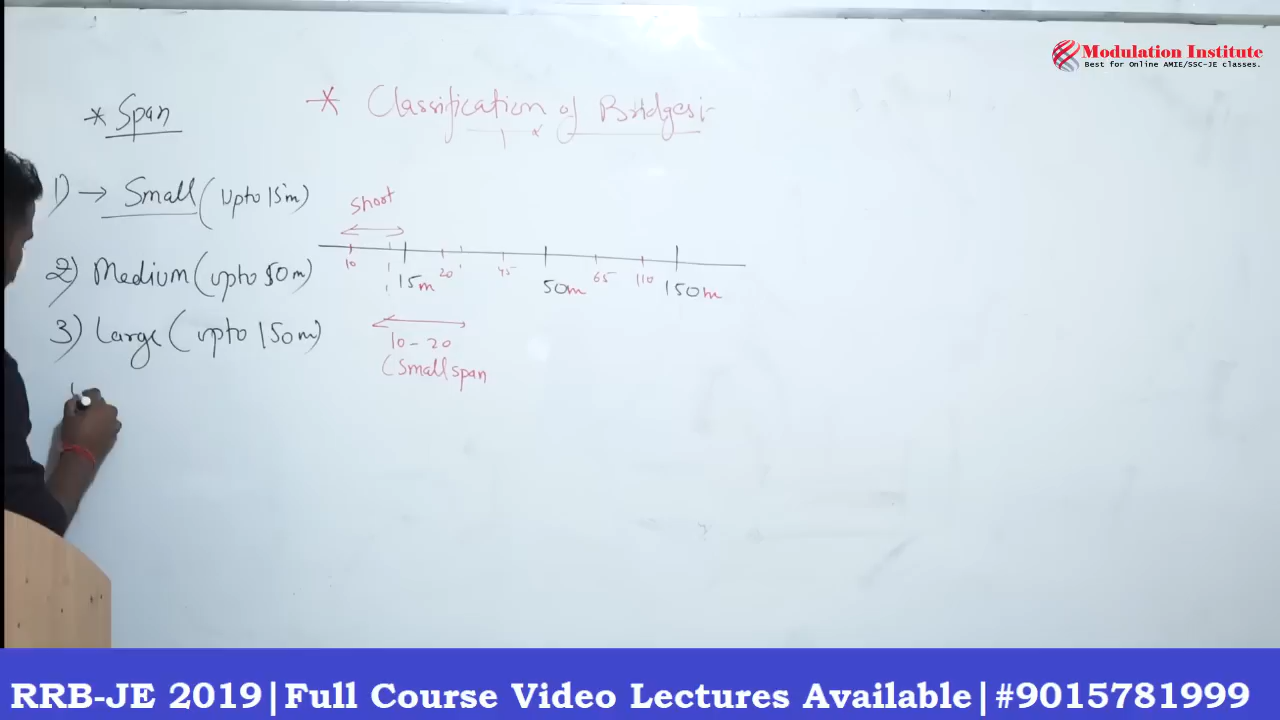 Modulation Institute
Best for Online AMIE/SSC-JE classes.
* Classification of Bridges:-
* Span
1) → Small (upto 15m)
2) Medium (upto 50m)
3) Large (upto 150m)
Short
10 15m 20 45 50m 65 110 150m
10 - 20
(Small span
RRB-JE 2019|Full Course Video Lectures Available|#9015781999